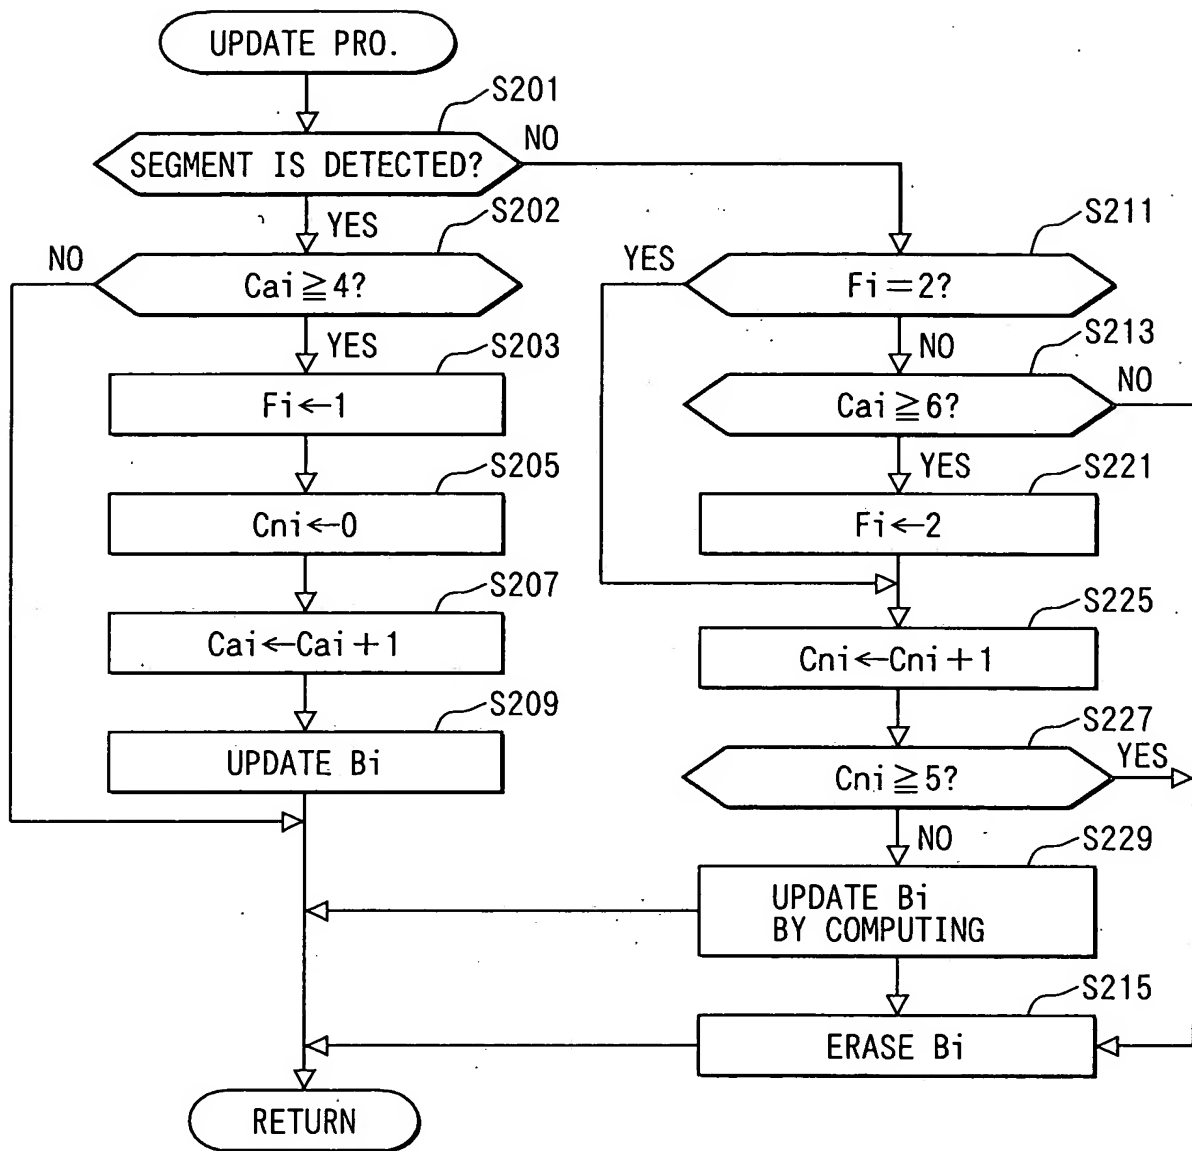 UPDATE PRO.
S201
SEGMENT IS DETECTED?
NO
YES
S202
NO
Cai≧4?
YES
S203
Fi←1
S205
Cni←0
S207
Cai←Cai+1
S209
UPDATE Bi
S211
YES
Fi=2?
NO
S213
Cai≧6?
NO
YES
S221
Fi←2
S225
Cni←Cni+1
S227
Cni≧5?
YES
NO
S229
UPDATE Bi
BY COMPUTING
S215
ERASE Bi
RETURN